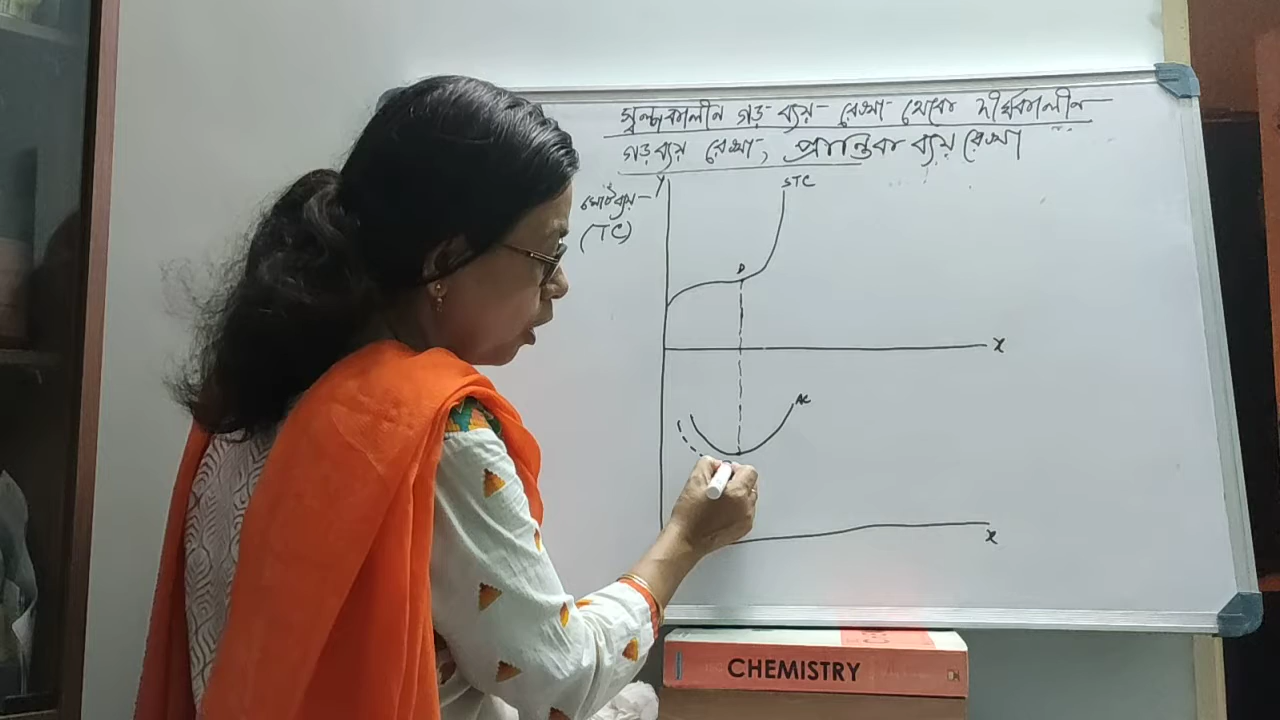 স্বল্পকালীন গড় ব্যয় রেখা থেকে দীর্ঘকালীন
গড়ব্যয় রেখা, প্রান্তিক ব্যয় রেখা
Y
STC
মোটব্যয়
(TC)
D
X
AC
X
CHEMISTRY